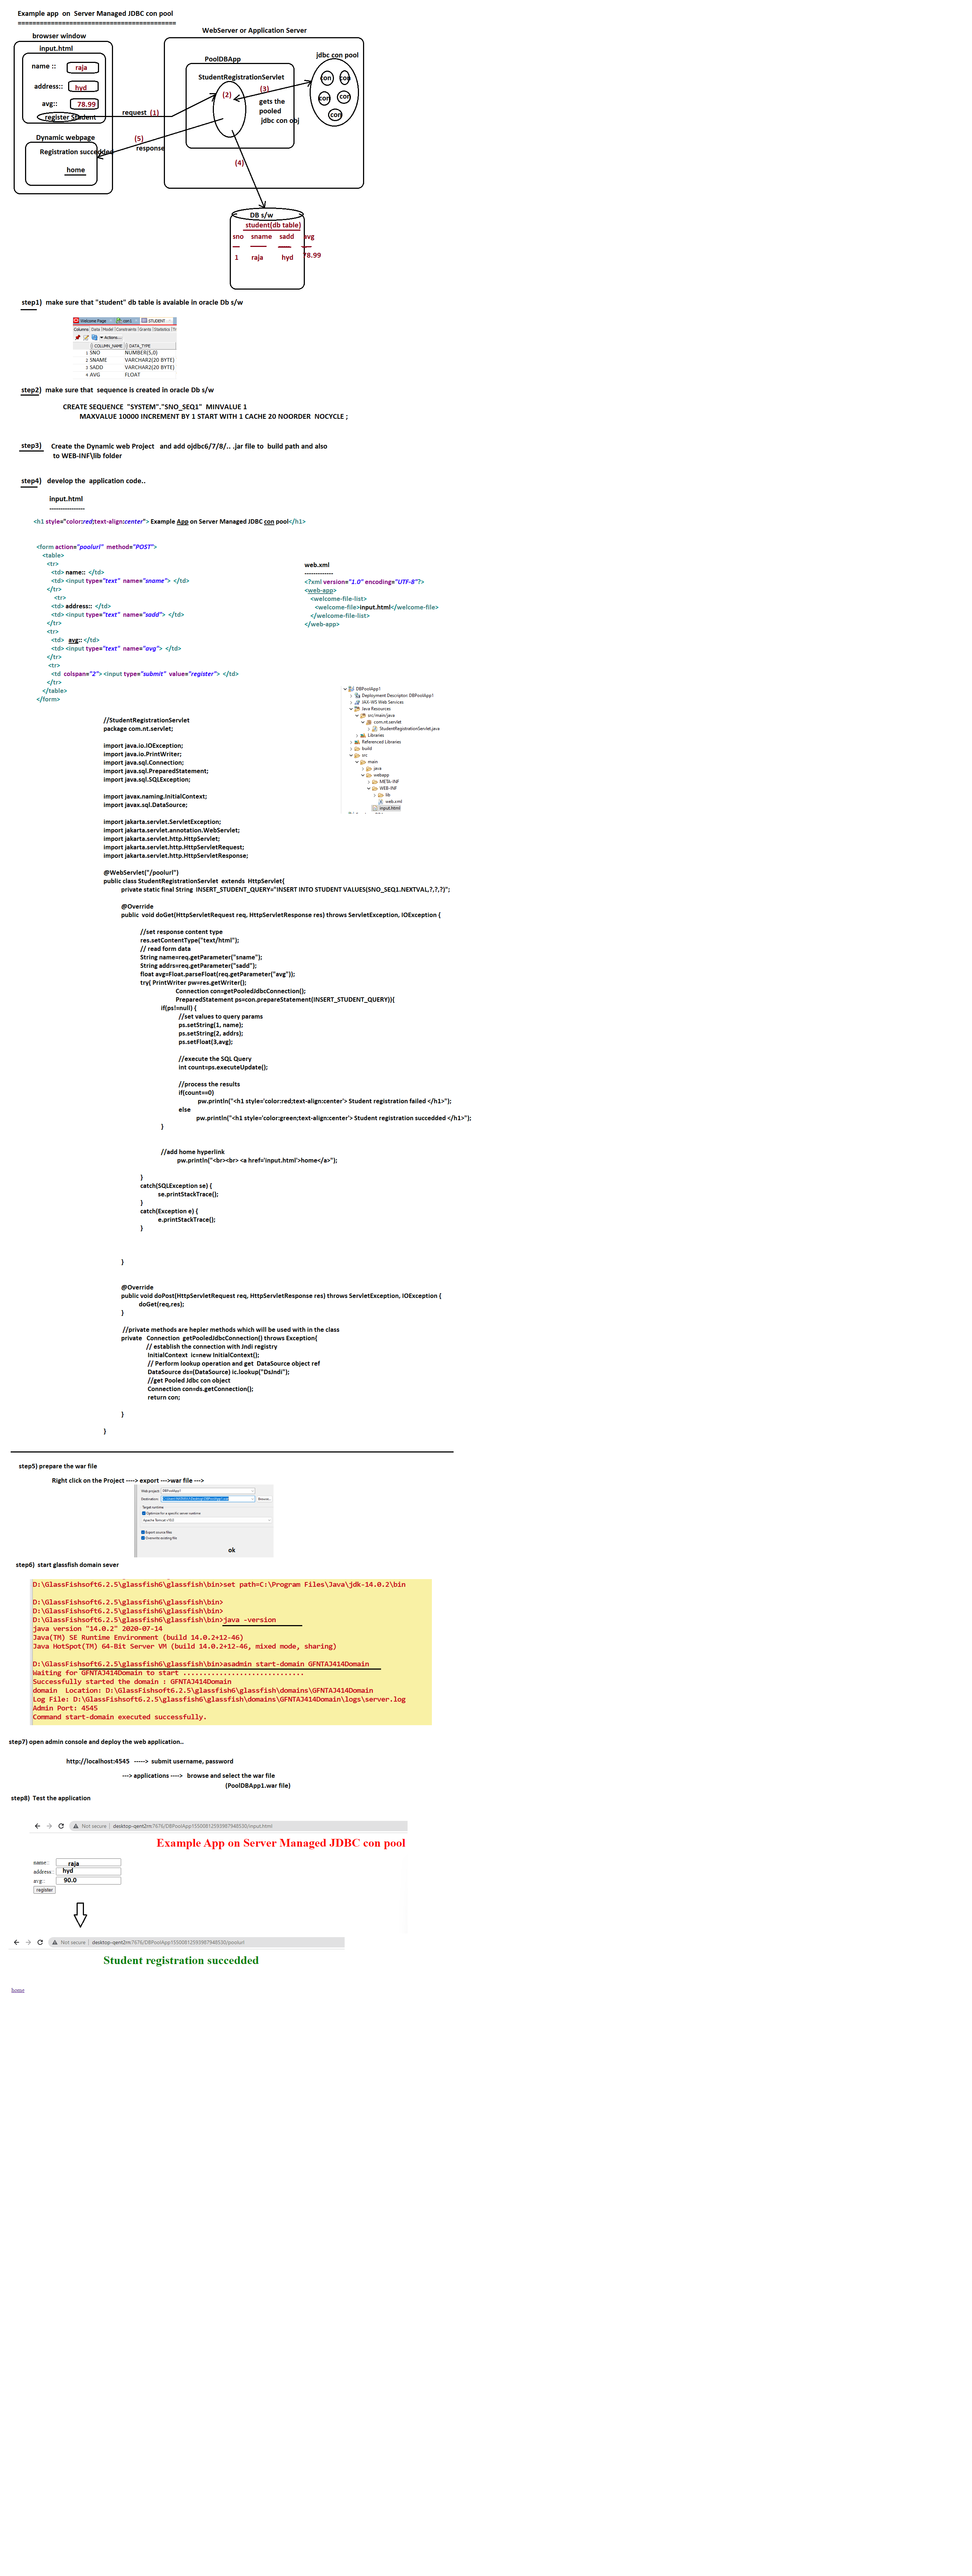 Example app  on  Server Managed JDBC con pool
===========================================
browser window
input.html
name ::
raja
address::
hyd
avg::
78.99
register Student
Dynamic webpage
Registration succedded
home
request  (1)
(5)
response
WebServer or Application Server
PoolDBApp
StudentRegistrationServlet
(2)
(3)
gets the
pooled
jdbc con obj
jdbc con pool
con
con
con
con
con
(4)
DB s/w
student(db table)
sno   sname   sadd   avg
1   raja   hyd   78.99
step1)  make sure that "student" db table is avaiable in oracle Db s/w
Welcome Page   STUDENT
Columns  Data  Model  Constraints  Grants  Statistics
Actions...
COLUMN_NAME   DATA_TYPE
1 SNO   NUMBER(5,0)
2 SNAME   VARCHAR2(20 BYTE)
3 SADD   VARCHAR2(20 BYTE)
4 AVG   FLOAT
step2)  make sure that  sequence is created in oracle Db s/w
CREATE SEQUENCE  "SYSTEM"."SNO_SEQ1"  MINVALUE 1
MAXVALUE 10000 INCREMENT BY 1 START WITH 1 CACHE 20 NOORDER  NOCYCLE ;
step3)   Create the Dynamic web Project   and add ojdbc6/7/8/.. .jar file to  build path and also
to WEB-INF\lib folder
step4)   develop the  application code..
input.html
----------------
<h1 style="color:red;text-align:center"> Example App on Server Managed JDBC con pool</h1>
<form action="poolurl"  method="POST">
<table>
<tr>
<td> name::  </td>
<td> <input type="text"  name="sname">  </td>
</tr>
<tr>
<td> address::  </td>
<td> <input type="text"  name="sadd">  </td>
</tr>
<tr>
<td>   avg:: </td>
<td> <input type="text"  name="avg">  </td>
</tr>
<tr>
<td  colspan="2"> <input type="submit"  value="register">  </td>
</tr>
</table>
</form>
web.xml
-------------
<?xml version="1.0" encoding="UTF-8"?>
<web-app>
<welcome-file-list>
<welcome-file>input.html</welcome-file>
</welcome-file-list>
</web-app>
DBPoolApp1
Deployment Descriptor: DBPoolApp1
JAX-WS Web Services
Java Resources
src/main/java
com.nt.servlet
StudentRegistrationServlet.java
Libraries
Referenced Libraries
build
src
main
java
webapp
META-INF
WEB-INF
lib
web.xml
input.html
//StudentRegistrationServlet
package com.nt.servlet;
import java.io.IOException;
import java.io.PrintWriter;
import java.sql.Connection;
import java.sql.PreparedStatement;
import java.sql.SQLException;
import javax.naming.InitialContext;
import javax.sql.DataSource;
import jakarta.servlet.ServletException;
import jakarta.servlet.annotation.WebServlet;
import jakarta.servlet.http.HttpServlet;
import jakarta.servlet.http.HttpServletRequest;
import jakarta.servlet.http.HttpServletResponse;
@WebServlet("/poolurl")
public class StudentRegistrationServlet  extends  HttpServlet{
private static final String  INSERT_STUDENT_QUERY="INSERT INTO STUDENT VALUES(SNO_SEQ1.NEXTVAL,?,?,?)";
@Override
public  void doGet(HttpServletRequest req, HttpServletResponse res) throws ServletException, IOException {
//set response content type
res.setContentType("text/html");
// read form data
String name=req.getParameter("sname");
String addrs=req.getParameter("sadd");
float avg=Float.parseFloat(req.getParameter("avg"));
try( PrintWriter pw=res.getWriter();
Connection con=getPooledJdbcConnection();
PreparedStatement ps=con.prepareStatement(INSERT_STUDENT_QUERY)){
if(ps!=null) {
//set values to query params
ps.setString(1, name);
ps.setString(2, addrs);
ps.setFloat(3,avg);
//execute the SQL Query
int count=ps.executeUpdate();
//process the results
if(count==0)
pw.println("<h1 style='color:red;text-align:center'> Student registration failed </h1>");
else
pw.println("<h1 style='color:green;text-align:center'> Student registration succedded </h1>");
}
//add home hyperlink
pw.println("<br><br> <a href='input.html'>home</a>");
}
catch(SQLException se) {
se.printStackTrace();
}
catch(Exception e) {
e.printStackTrace();
}
}
@Override
public void doPost(HttpServletRequest req, HttpServletResponse res) throws ServletException, IOException {
doGet(req,res);
}
//private methods are hepler methods which will be used with in the class
private   Connection  getPooledJdbcConnection() throws Exception{
// establish the connection with Jndi registry
InitialContext  ic=new InitialContext();
// Perform lookup operation and get  DataSource object ref
DataSource ds=(DataSource) ic.lookup("DsJndi");
//get Pooled Jdbc con object
Connection con=ds.getConnection();
return con;
}
}
step5) prepare the war file
Right click on the Project ----> export --->war file --->
Web project:  DBPoolApp1
Destination:   Browse...
Target runtime
Optimize for a specific server runtime
Apache Tomcat v10.0
Export source files
Overwrite existing file
ok
step6)  start glassfish domain sever
D:\GlassFishsoft6.2.5\glassfish6\glassfish\bin>set path=C:\Program Files\Java\jdk-14.0.2\bin
D:\GlassFishsoft6.2.5\glassfish6\glassfish\bin>
D:\GlassFishsoft6.2.5\glassfish6\glassfish\bin>
D:\GlassFishsoft6.2.5\glassfish6\glassfish\bin>java -version
java version "14.0.2" 2020-07-14
Java(TM) SE Runtime Environment (build 14.0.2+12-46)
Java HotSpot(TM) 64-Bit Server VM (build 14.0.2+12-46, mixed mode, sharing)
D:\GlassFishsoft6.2.5\glassfish6\glassfish\bin>asadmin start-domain GFNTAJ414Domain
Waiting for GFNTAJ414Domain to start .............................
Successfully started the domain : GFNTAJ414Domain
domain  Location: D:\GlassFishsoft6.2.5\glassfish6\glassfish\domains\GFNTAJ414Domain
Log File: D:\GlassFishsoft6.2.5\glassfish6\glassfish\domains\GFNTAJ414Domain\logs\server.log
Admin Port: 4545
Command start-domain executed successfully.
step7) open admin console and deploy the web application..
http://localhost:4545   ----->  submit username, password
---> applications ---->   browse and select the war file
(PoolDBApp1.war file)
step8)  Test the application
Not secure | desktop-qent2rn:7676/DBPoolApp15500812593987948530/input.html
Example App on Server Managed JDBC con pool
name::   raja
address::   hyd
avg::   90.0
register
Not secure | desktop-qent2rn:7676/DBPoolApp15500812593987948530/poolurl
Student registration succedded
home